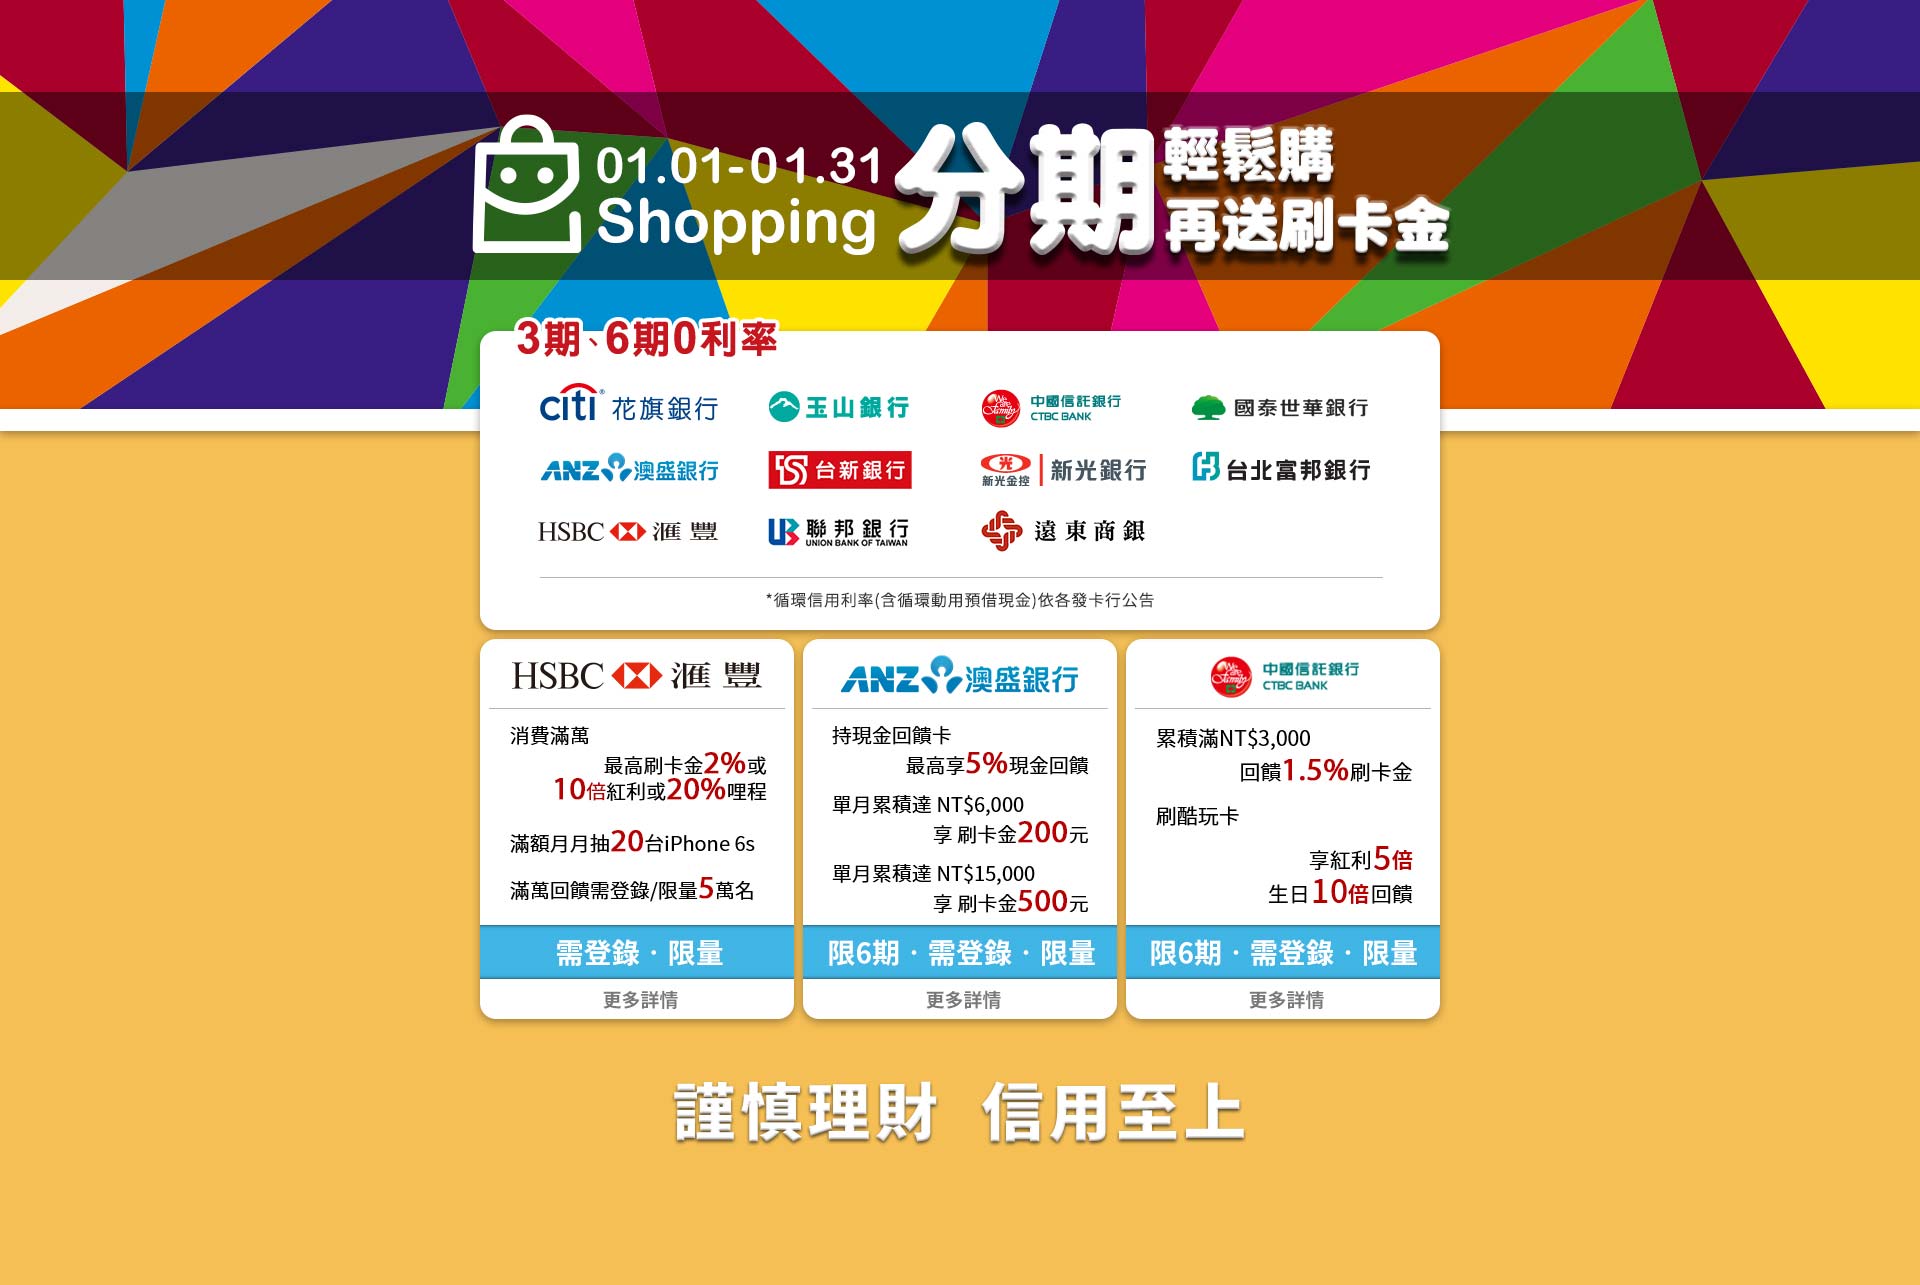 01.01-01.31
Shopping
分期
輕鬆購
再送刷卡金
3期、6期0利率
citi 花旗銀行
玉山銀行
We are family 中國信託銀行
CTBC BANK
國泰世華銀行
ANZ 澳盛銀行
台新銀行
光 新光金控 新光銀行
台北富邦銀行
HSBC 滙豐
聯邦銀行
UNION BANK OF TAIWAN
遠東商銀
*循環信用利率(含循環動用預借現金)依各發卡行公告
HSBC 滙豐
消費滿萬
最高刷卡金2%或
10倍紅利或20%哩程
滿額月月抽20台iPhone 6s
滿萬回饋需登錄/限量5萬名
需登錄‧限量
更多詳情
ANZ 澳盛銀行
持現金回饋卡
最高享5%現金回饋
單月累積達 NT$6,000
享 刷卡金200元
單月累積達 NT$15,000
享 刷卡金500元
限6期‧需登錄‧限量
更多詳情
We are family 中國信託銀行
CTBC BANK
累積滿NT$3,000
回饋1.5%刷卡金
刷酷玩卡
享紅利5倍
生日10倍回饋
限6期‧需登錄‧限量
更多詳情
謹慎理財 信用至上